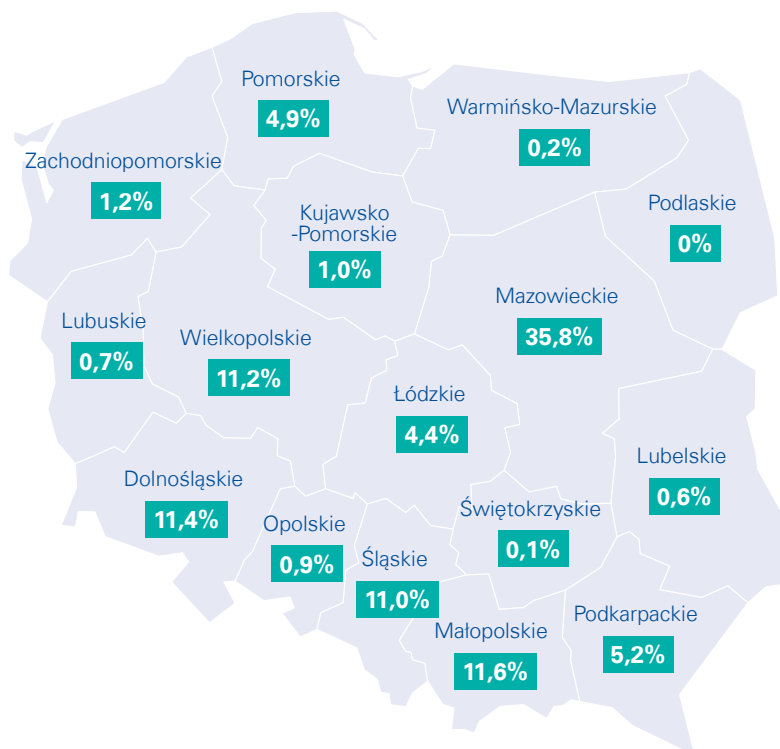 Pomorskie
4,9%
Warmińsko-Mazurskie
0,2%
Zachodniopomorskie
1,2%
Podlaskie
0%
Kujawsko
-Pomorskie
1,0%
Mazowieckie
35,8%
Lubuskie
0,7%
Wielkopolskie
11,2%
Łódzkie
4,4%
Lubelskie
0,6%
Dolnośląskie
11,4%
Opolskie
0,9%
Świętokrzyskie
0,1%
Śląskie
11,0%
Małopolskie
11,6%
Podkarpackie
5,2%